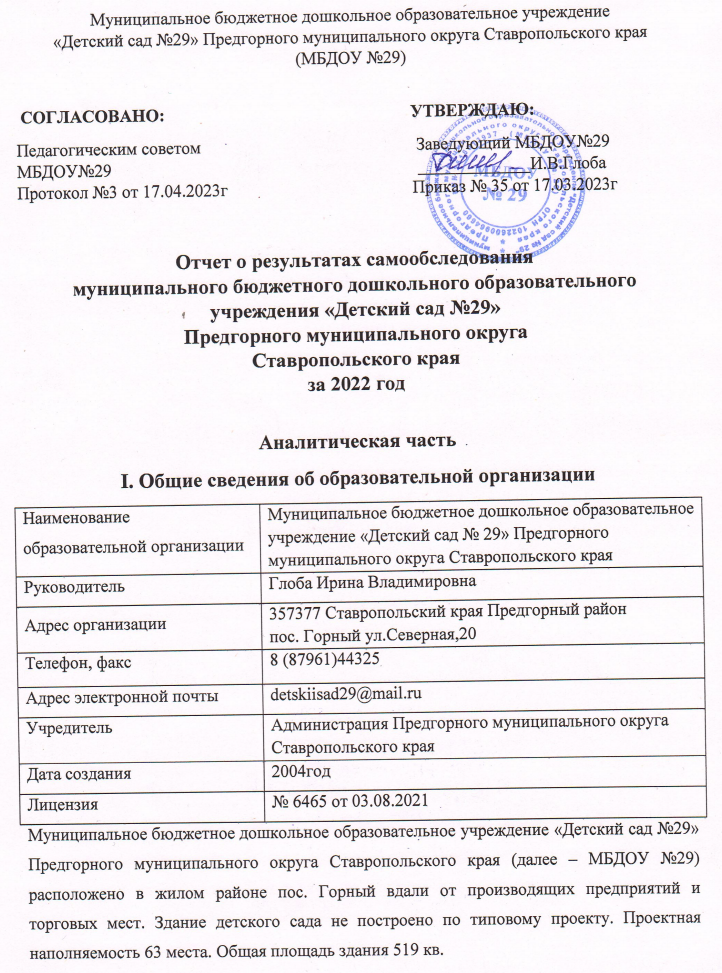 Муниципальное бюджетное дошкольное образовательное учреждение
«Детский сад №29» Предгорного муниципального округа Ставропольского края
(МБДОУ №29)
СОГЛАСОВАНО:
Педагогическим советом
МБДОУ№29
Протокол №3 от 17.04.2023г
УТВЕРЖДАЮ:
Заведующий МБДОУ№29
И.В.Глоба
Приказ № 35 от 17.03.2023г
МБДОУ
№ 29
Отчет о результатах самообследования
муниципального бюджетного дошкольного образовательного
учреждения «Детский сад №29»
Предгорного муниципального округа
Ставропольского края
за 2022 год
Аналитическая часть
I. Общие сведения об образовательной организации
Наименование
образовательной организации
Муниципальное бюджетное дошкольное образовательное
учреждение «Детский сад № 29» Предгорного
муниципального округа Ставропольского края
Руководитель
Глоба Ирина Владимировна
Адрес организации
357377 Ставропольский края Предгорный район
пос. Горный ул.Северная,20
Телефон, факс
8 (87961)44325
Адрес электронной почты
detskiisad29@mail.ru
Учредитель
Администрация Предгорного муниципального округа
Ставропольского края
Дата создания
2004год
Лицензия
№ 6465 от 03.08.2021
Муниципальное бюджетное дошкольное образовательное учреждение «Детский сад №29»
Предгорного муниципального округа Ставропольского края (далее – МБДОУ №29)
расположено в жилом районе пос. Горный вдали от производящих предприятий и
торговых мест. Здание детского сада не построено по типовому проекту. Проектная
наполняемость 63 места. Общая площадь здания 519 кв.